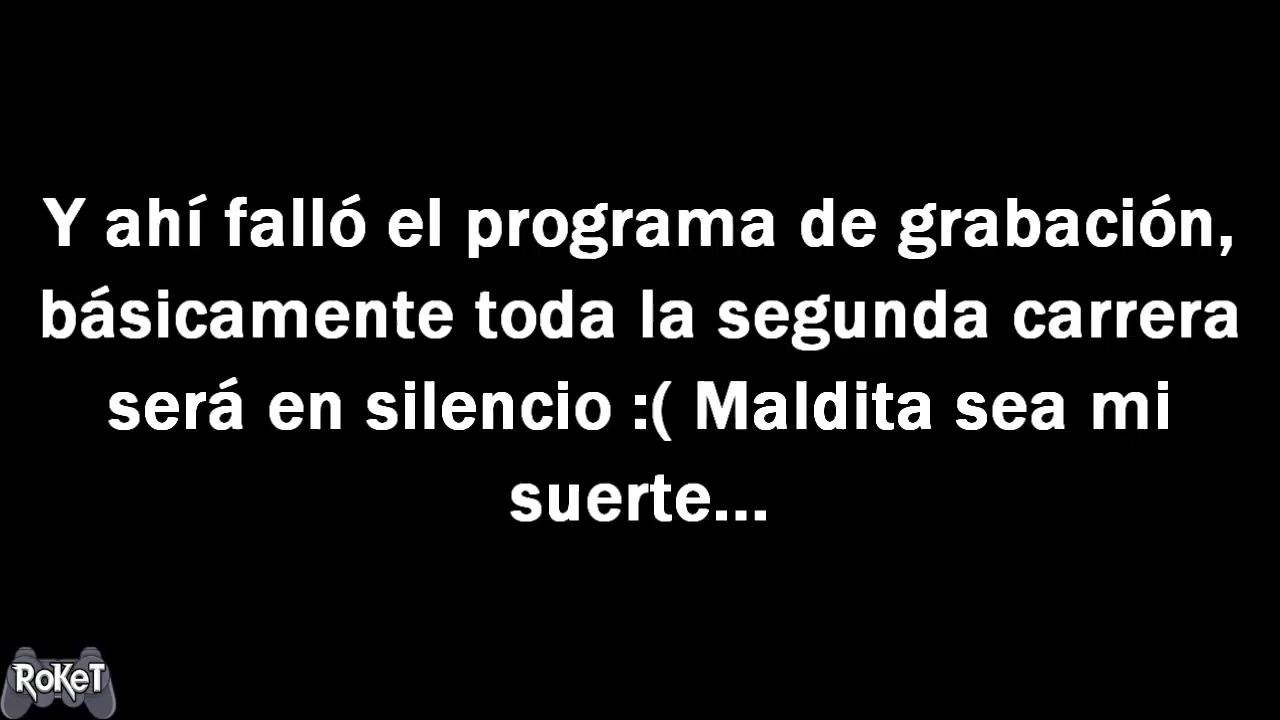 Y ahí falló el programa de grabación,
básicamente toda la segunda carrera
será en silencio :( Maldita sea mi
suerte...
RoKeT